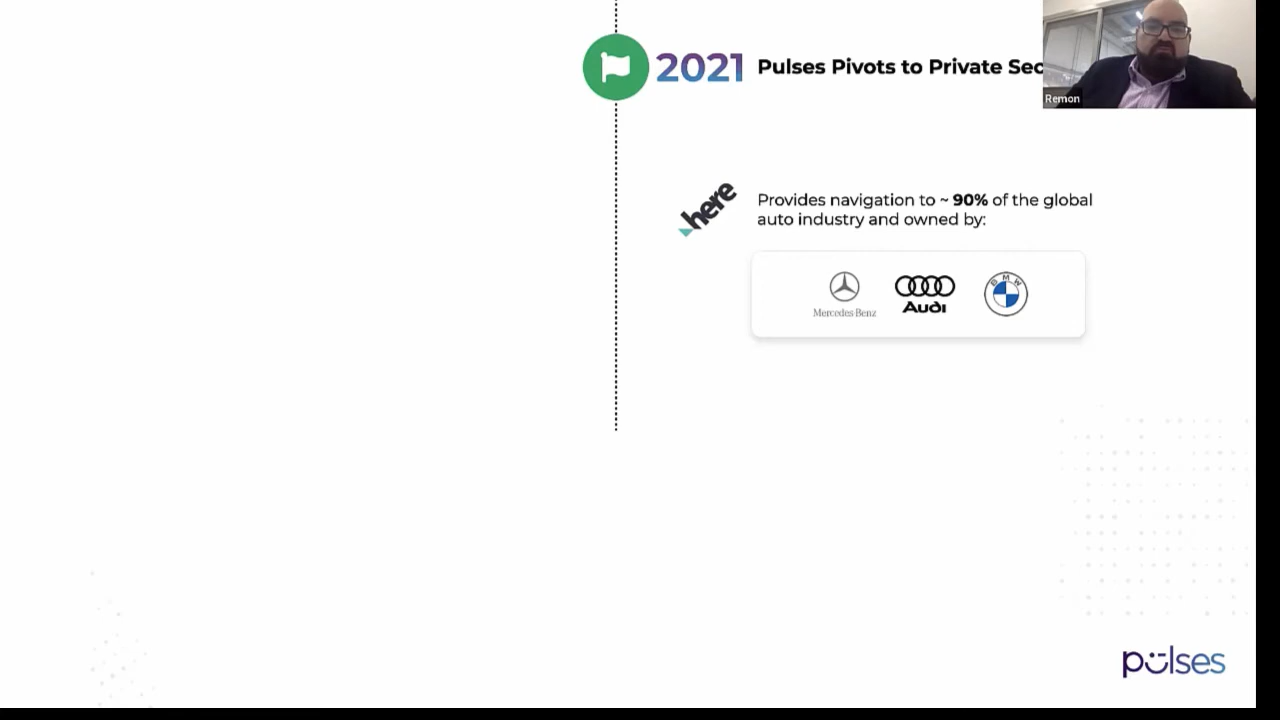 2021 Pulses Pivots to Private Sec
Remon
here
Provides navigation to ~ 90% of the global
auto industry and owned by:
Mercedes-Benz
Audi
BMW
pulses